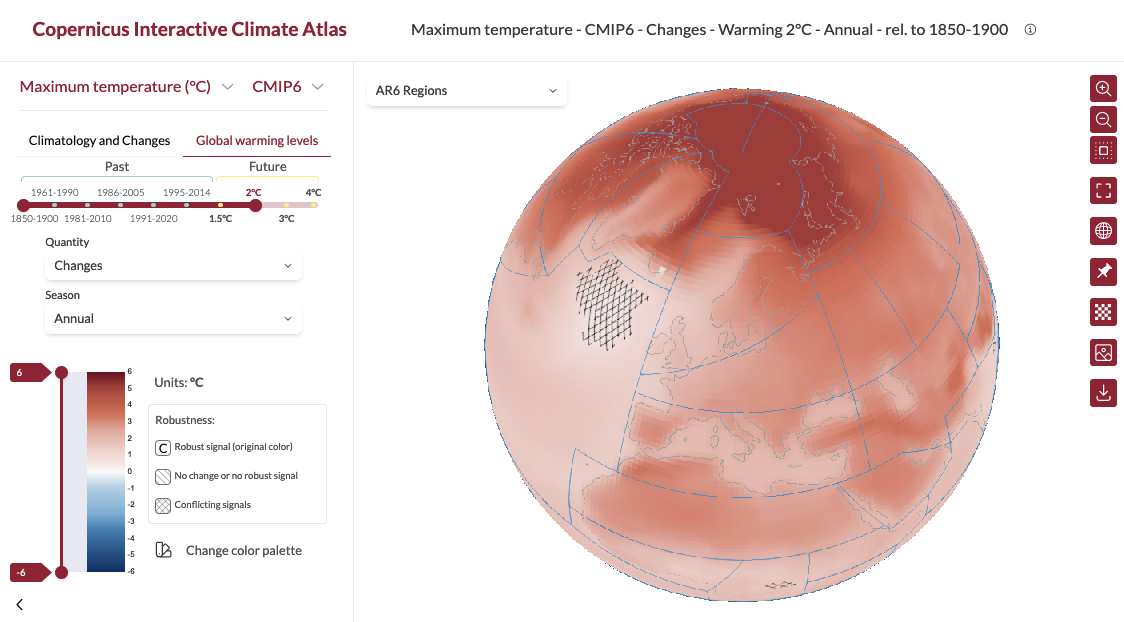 Copernicus Interactive Climate Atlas
Maximum temperature - CMIP6 - Changes - Warming 2°C - Annual - rel. to 1850-1900
Maximum temperature (°C)
CMIP6
AR6 Regions
Climatology and Changes
Global warming levels
Past
Future
1961-1990
1986-2005
1995-2014
2°C
4°C
1850-1900
1981-2010
1991-2020
1.5°C
3°C
Quantity
Changes
Season
Annual
6
-6
6
5
4
3
2
1
0
-1
-2
-3
-4
-5
-6
Units: °C
Robustness:
C Robust signal (original color)
No change or no robust signal
Conflicting signals
Change color palette